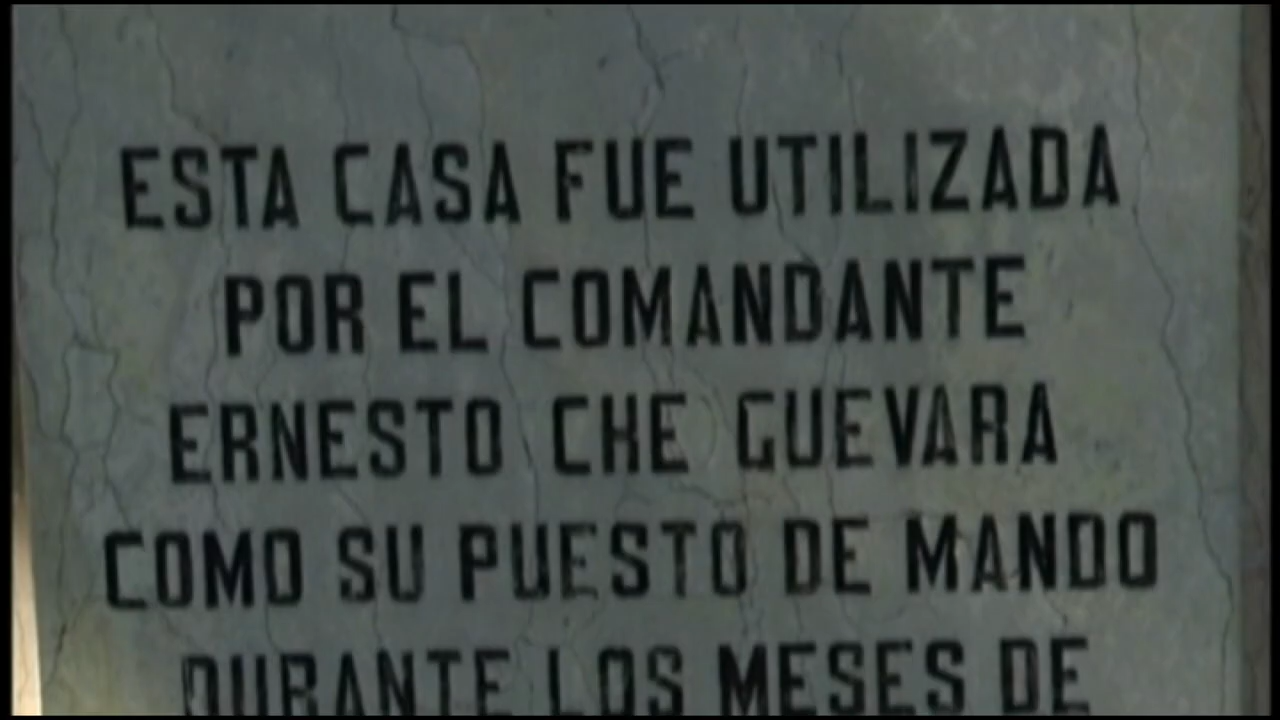 ESTA CASA FUE UTILIZADA
POR EL COMANDANTE
ERNESTO CHE GUEVARA
COMO SU PUESTO DE MANDO
DURANTE LOS MESES DE